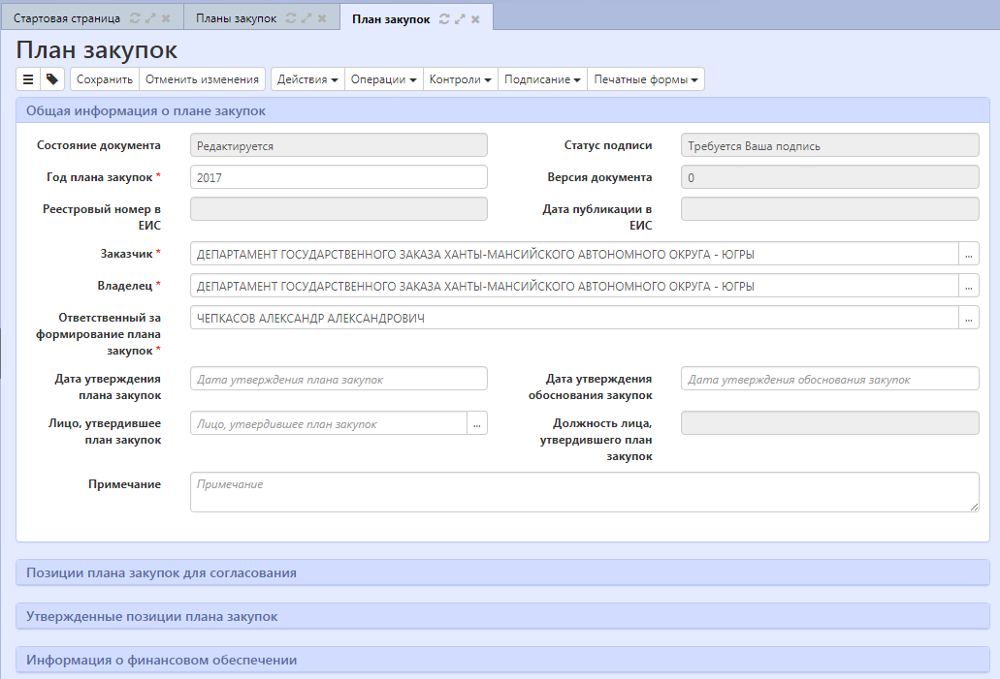 Стартовая страница
Планы закупок
План закупок
План закупок
Сохранить
Отменить изменения
Действия
Операции
Контроли
Подписание
Печатные формы
Общая информация о плане закупок
Состояние документа
Редактируется
Статус подписи
Требуется Ваша подпись
Год плана закупок *
2017
Версия документа
0
Реестровый номер в
ЕИС
Дата публикации в
ЕИС
Заказчик *
ДЕПАРТАМЕНТ ГОСУДАРСТВЕННОГО ЗАКАЗА ХАНТЫ-МАНСИЙСКОГО АВТОНОМНОГО ОКРУГА - ЮГРЫ
...
Владелец *
ДЕПАРТАМЕНТ ГОСУДАРСТВЕННОГО ЗАКАЗА ХАНТЫ-МАНСИЙСКОГО АВТОНОМНОГО ОКРУГА - ЮГРЫ
...
Ответственный за
формирование плана
закупок *
ЧЕПКАСОВ АЛЕКСАНДР АЛЕКСАНДРОВИЧ
...
Дата утверждения
плана закупок
Дата утверждения плана закупок
Дата утверждения
обоснования закупок
Дата утверждения обоснования закупок
Лицо, утвердившее
план закупок
Лицо, утвердившее план закупок
...
Должность лица,
утвердившего план
закупок
Примечание
Примечание
Позиции плана закупок для согласования
Утвержденные позиции плана закупок
Информация о финансовом обеспечении